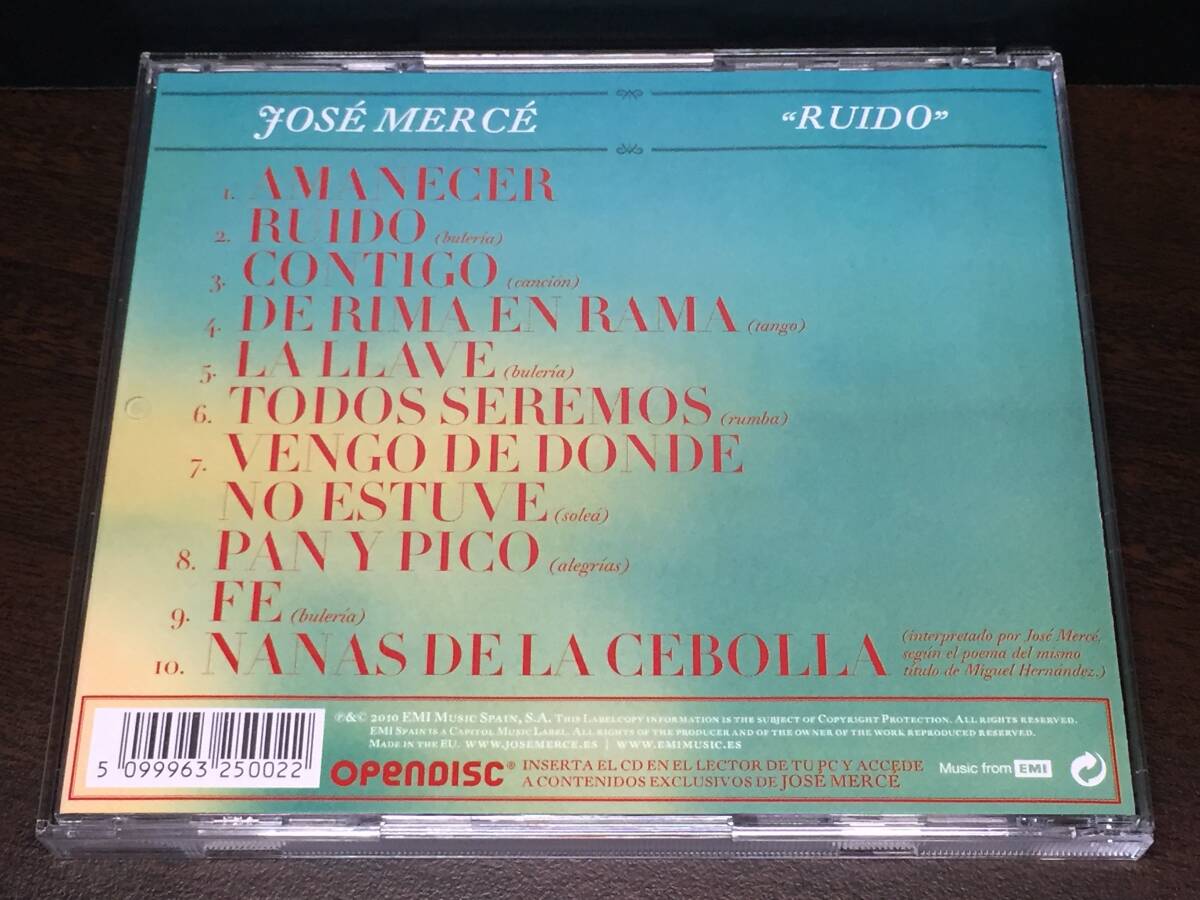 JOSÉ MERCÉ
“RUIDO”
1. AMANECER
2. RUIDO (bulería)
3. CONTIGO (canción)
4. DE RIMA EN RAMA (tango)
5. LA LLAVE (bulería)
6. TODOS SEREMOS (rumba)
7. VENGO DE DONDE
NO ESTUVE (soleá)
8. PAN Y PICO (alegrías)
9. FE (bulería)
10. NANAS DE LA CEBOLLA
(interpretado por José Mercé,
según el poema del mismo
título de Miguel Hernández.)
℗&© 2010 EMI MUSIC SPAIN, S.A. THIS LABELCOPY INFORMATION IS THE SUBJECT OF COPYRIGHT PROTECTION. ALL RIGHTS RESERVED.
EMI SPAIN IS A CAPITOL MUSIC LABEL. ALL RIGHTS OF THE PRODUCER AND OF THE OWNER OF THE WORK REPRODUCED RESERVED.
MADE IN THE EU. WWW.JOSEMERCE.ES | WWW.EMIMUSIC.ES
5 099963 250022
OPENDISC®
INSERTA EL CD EN EL LECTOR DE TU PC Y ACCEDE
A CONTENIDOS EXCLUSIVOS DE JOSÉ MERCÉ
Music from EMI